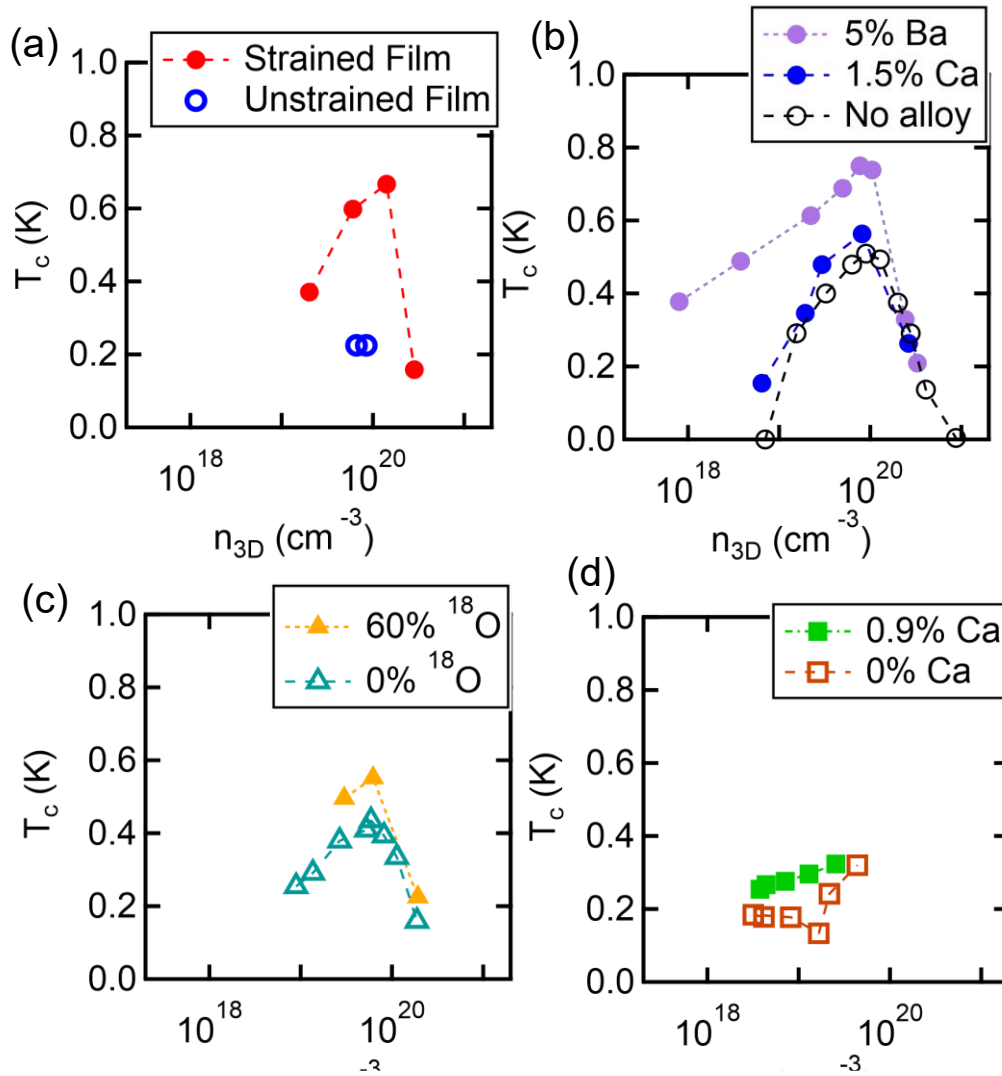 (a)
Strained Film
Unstrained Film
1.0
0.8
0.6
0.4
0.2
0.0
T_c (K)
10^18
10^20
n_3D (cm^-3)
(b)
5% Ba
1.5% Ca
No alloy
1.0
0.8
0.6
0.4
0.2
0.0
T_c (K)
10^18
10^20
n_3D (cm^-3)
(c)
60% ^18O
0% ^18O
1.0
0.8
0.6
0.4
0.2
0.0
T_c (K)
10^18
10^20
-3
(d)
0.9% Ca
0% Ca
1.0
0.8
0.6
0.4
0.2
0.0
T_c (K)
10^18
10^20
-3